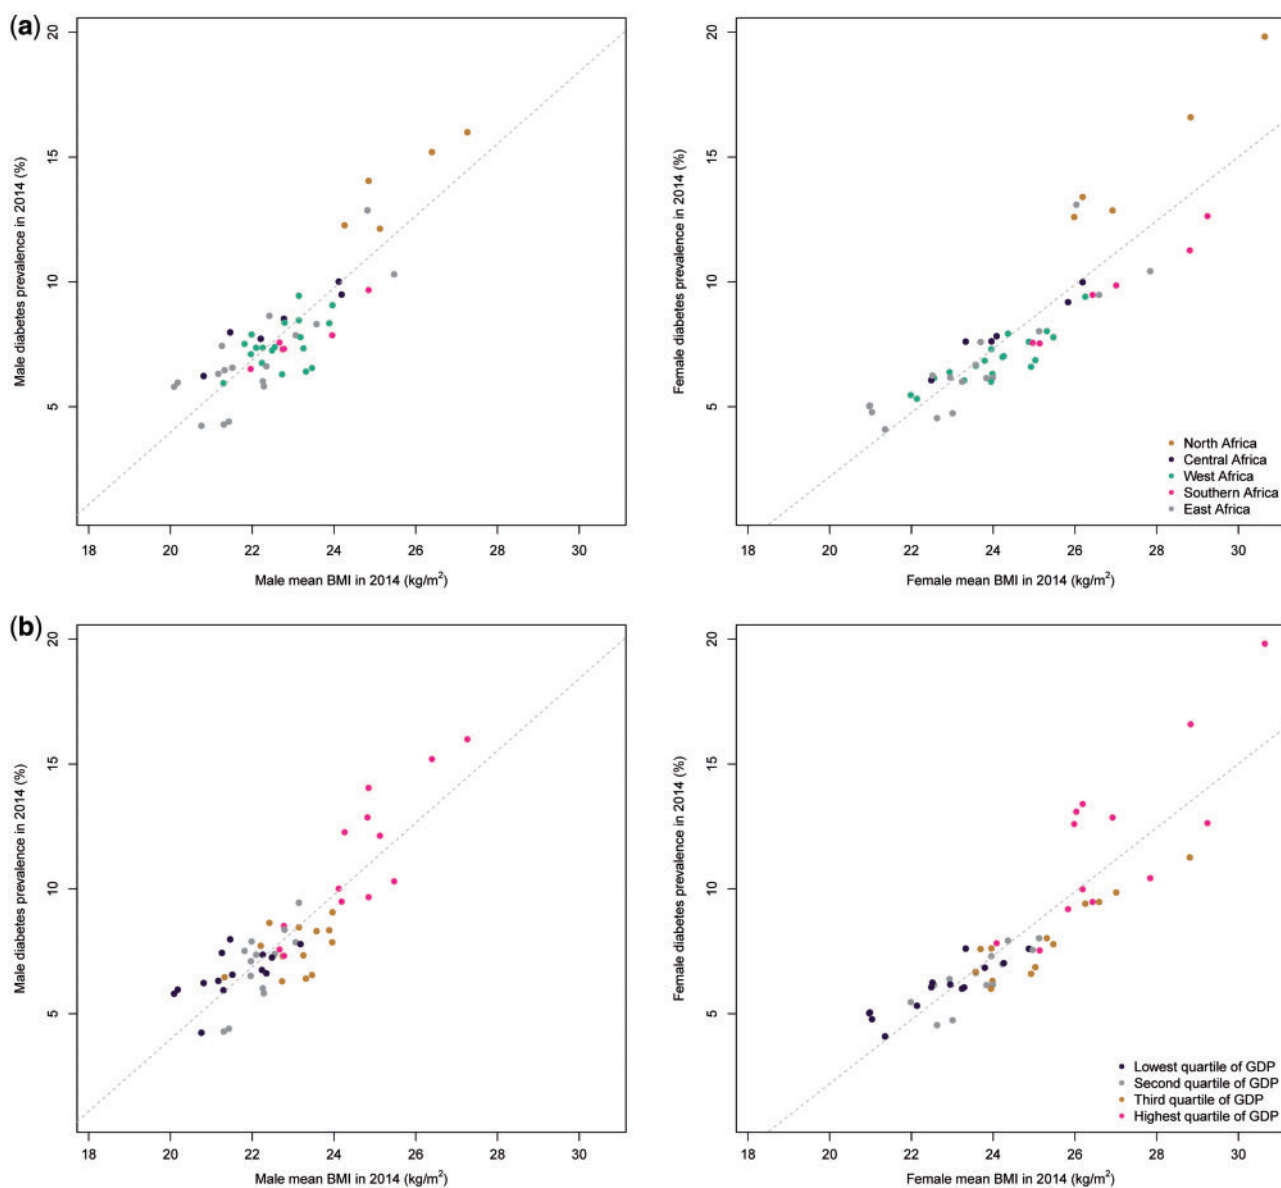 (a)
20
15
10
5
Male diabetes prevalence in 2014 (%)
18 20 22 24 26 28 30
Male mean BMI in 2014 (kg/m²)
20
15
10
5
Female diabetes prevalence in 2014 (%)
North Africa
Central Africa
West Africa
Southern Africa
East Africa
18 20 22 24 26 28 30
Female mean BMI in 2014 (kg/m²)
(b)
20
15
10
5
Male diabetes prevalence in 2014 (%)
18 20 22 24 26 28 30
Male mean BMI in 2014 (kg/m²)
20
15
10
5
Female diabetes prevalence in 2014 (%)
Lowest quartile of GDP
Second quartile of GDP
Third quartile of GDP
Highest quartile of GDP
18 20 22 24 26 28 30
Female mean BMI in 2014 (kg/m²)